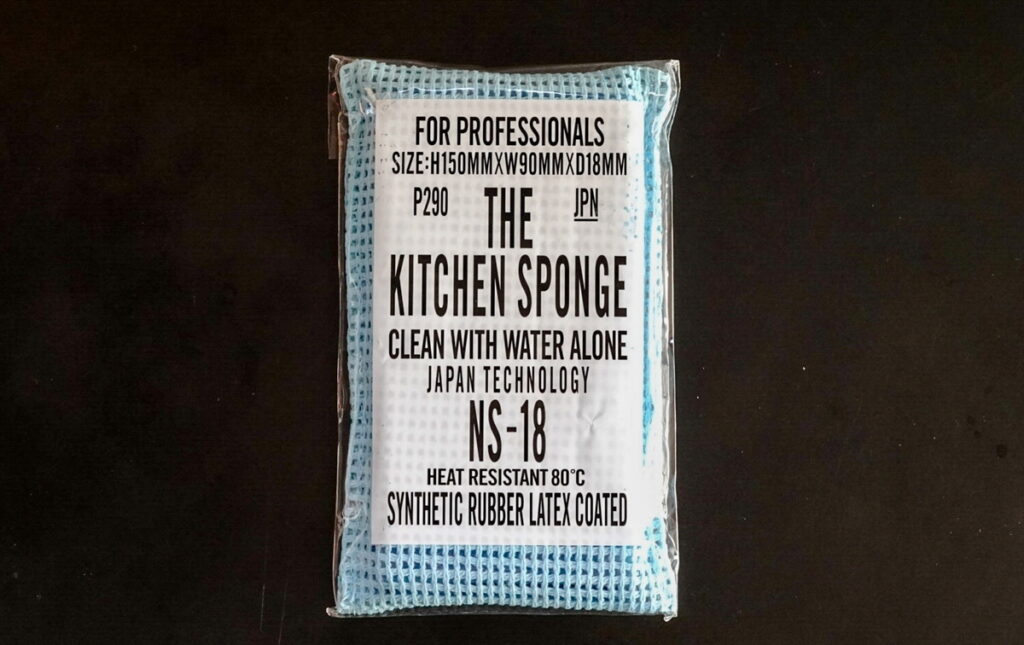 FOR PROFESSIONALS
SIZE:H150MMXW90MMXD18MM
P290 JPN
THE
KITCHEN SPONGE
CLEAN WITH WATER ALONE
JAPAN TECHNOLOGY
NS-18
HEAT RESISTANT 80°C
SYNTHETIC RUBBER LATEX COATED